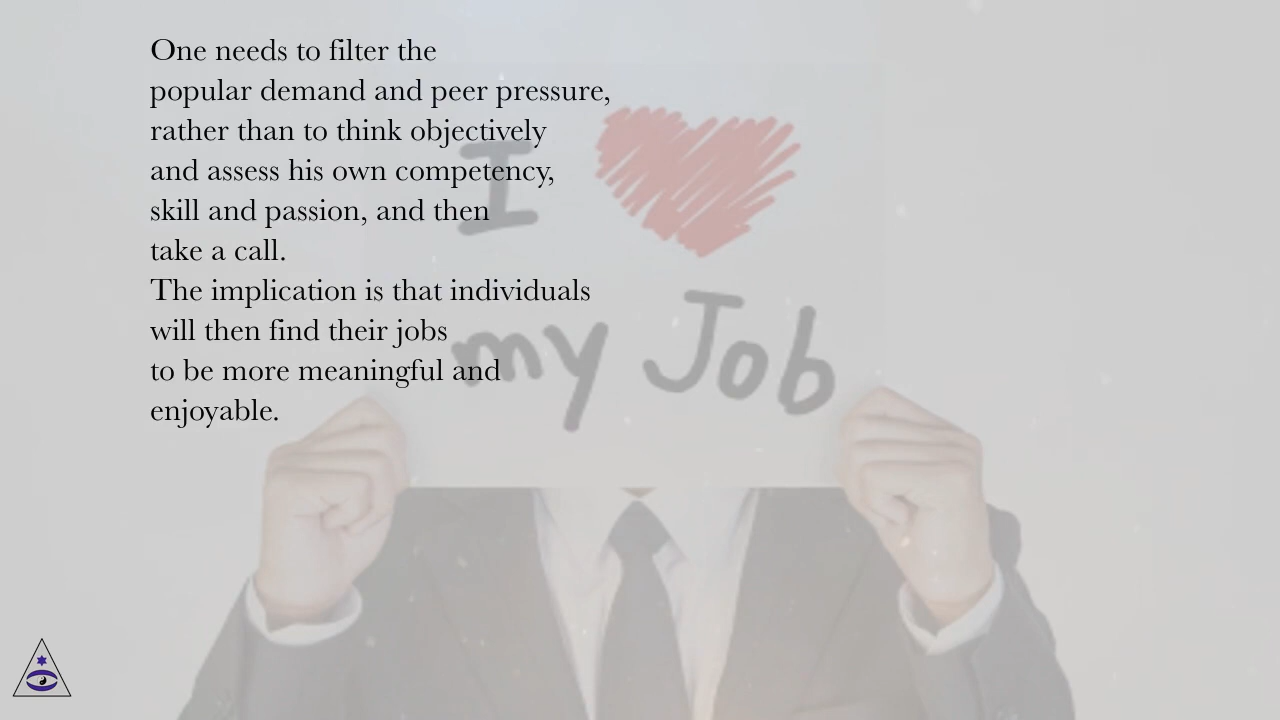 One needs to filter the
popular demand and peer pressure,
rather than to think objectively
and assess his own competency,
skill and passion, and then
take a call.
The implication is that individuals
will then find their jobs
to be more meaningful and
enjoyable.
I
my Job